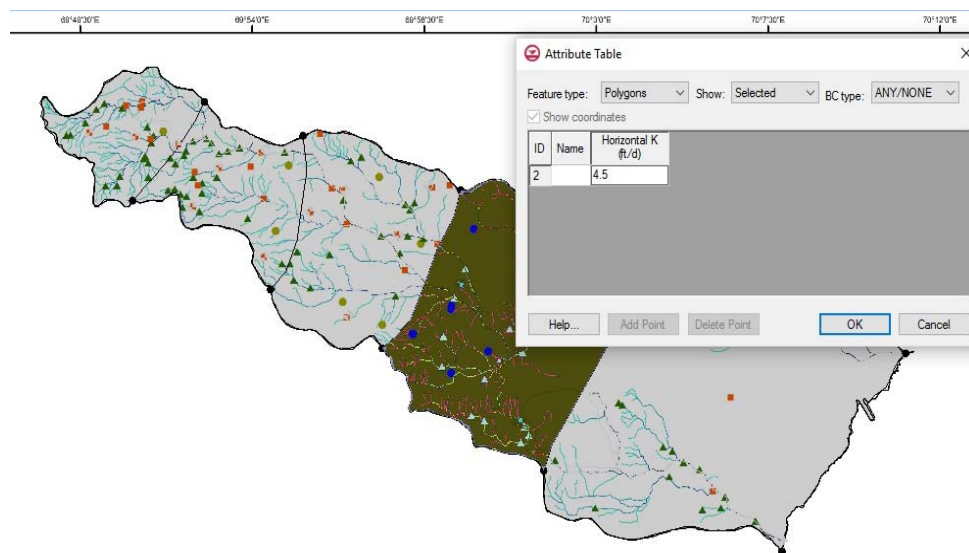 69°49'30"E 69°54'0"E 69°58'30"E 70°3'0"E 70°7'30"E 70°12'0"E
Attribute Table
Feature type: Polygons Show: Selected BC type: ANY/NONE
Show coordinates
ID Name Horizontal K
(ft/d)
2 4.5
Help... Add Point Delete Point OK Cancel